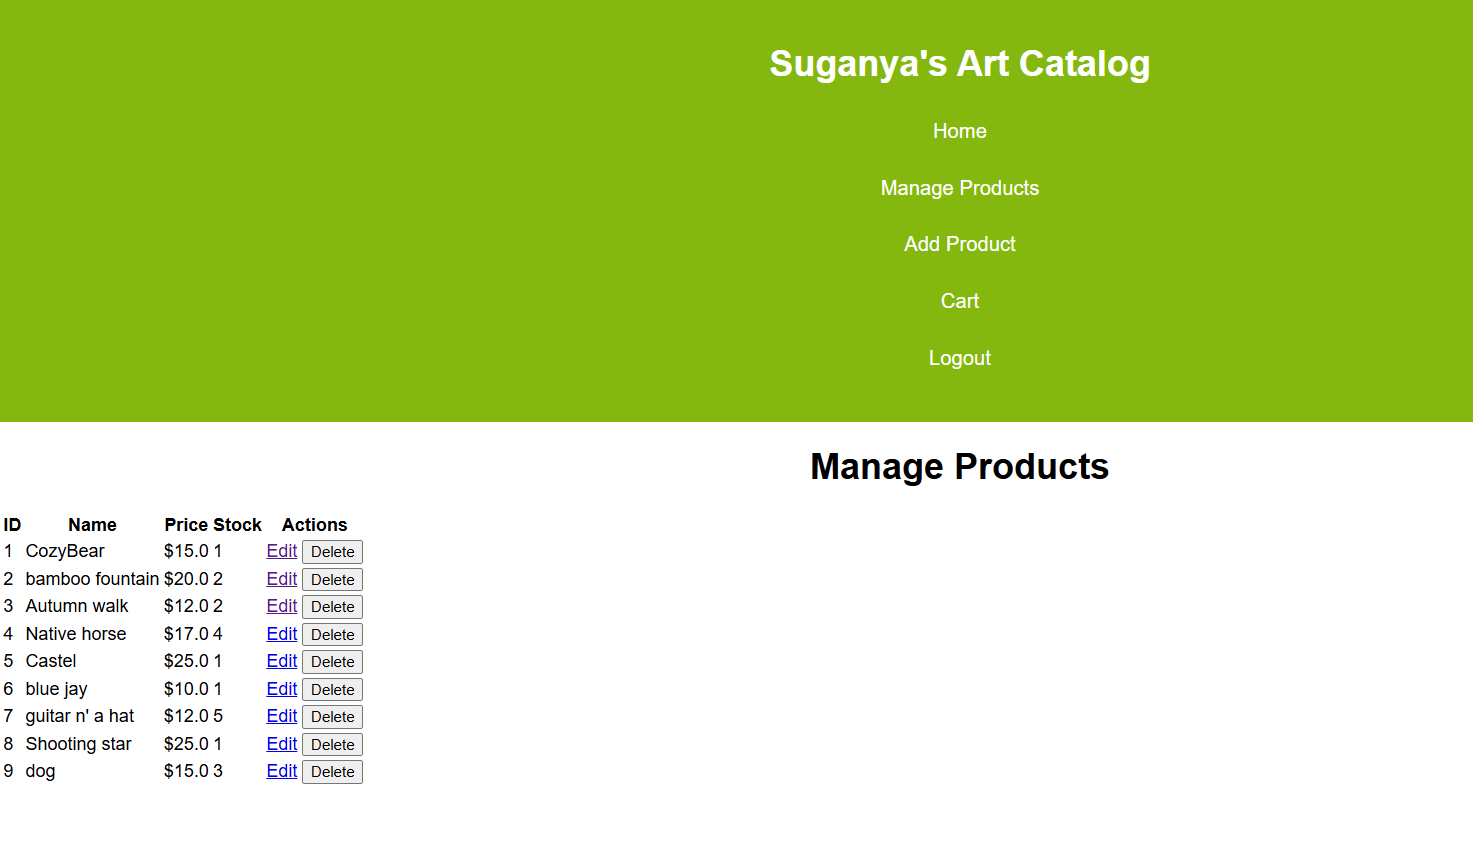 Suganya's Art Catalog
Home
Manage Products
Add Product
Cart
Logout
Manage Products
ID Name Price Stock Actions
1 CozyBear $15.0 1 Edit Delete
2 bamboo fountain $20.0 2 Edit Delete
3 Autumn walk $12.0 2 Edit Delete
4 Native horse $17.0 4 Edit Delete
5 Castel $25.0 1 Edit Delete
6 blue jay $10.0 1 Edit Delete
7 guitar n' a hat $12.0 5 Edit Delete
8 Shooting star $25.0 1 Edit Delete
9 dog $15.0 3 Edit Delete